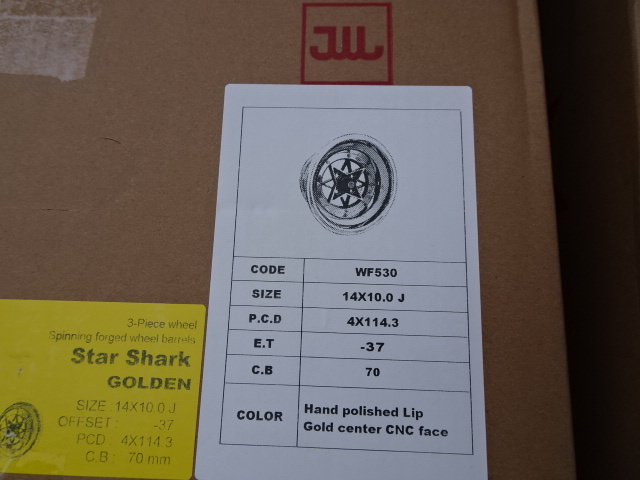 JWL
CODE WF530
SIZE 14X10.0 J
P.C.D 4X114.3
E.T -37
C.B 70
COLOR Hand polished Lip
Gold center CNC face
3-Piece wheel
Spinning forged wheel barrels
Star Shark
GOLDEN
SIZE : 14X10.0 J
OFFSET : -37
PCD : 4X114.3
C.B : 70 mm